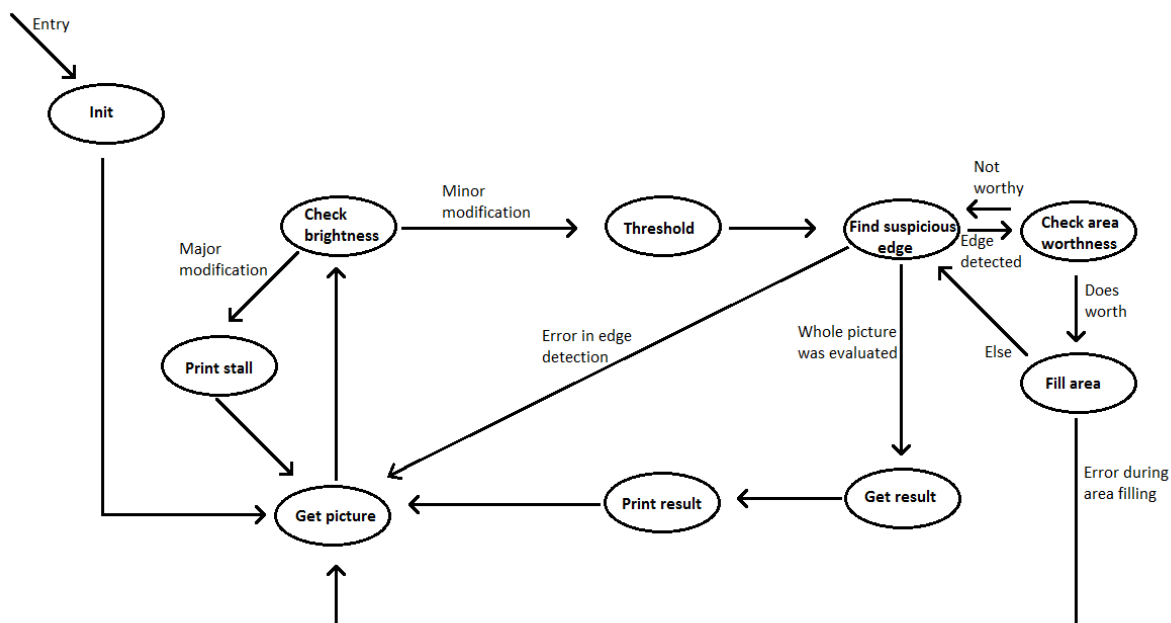 Entry
Init
Minor
modification
Not
worthy
Check
brightness
Threshold
Find suspicious
edge
Check area
worthness
Edge
detected
Major
modification
Does
worth
Error in edge
detection
Whole picture
was evaluated
Else
Print stall
Fill area
Error during
area filling
Get picture
Print result
Get result